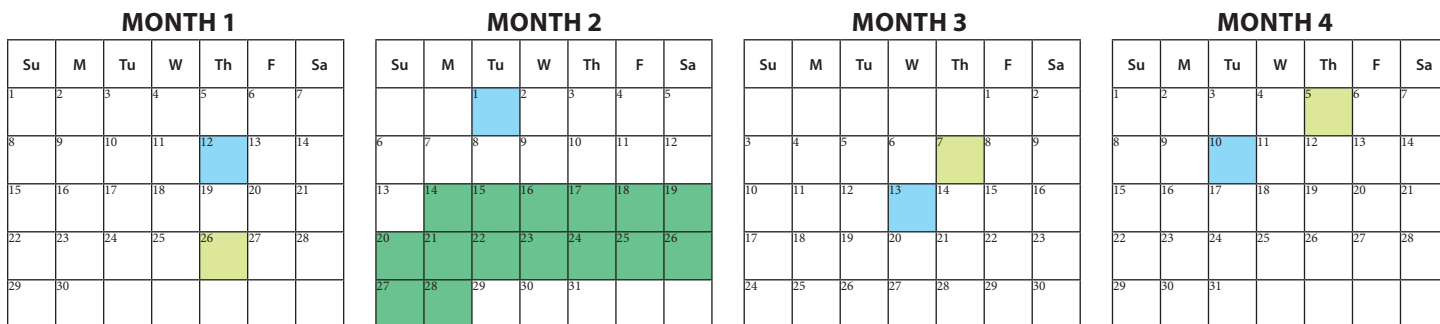 MONTH 1
Su M Tu W Th F Sa
1 2 3 4 5 6 7
8 9 10 11 12 13 14
15 16 17 18 19 20 21
22 23 24 25 26 27 28
29 30
MONTH 2
Su M Tu W Th F Sa
1 2 3 4 5
6 7 8 9 10 11 12
13 14 15 16 17 18 19
20 21 22 23 24 25 26
27 28 29 30 31
MONTH 3
Su M Tu W Th F Sa
1 2
3 4 5 6 7 8 9
10 11 12 13 14 15 16
17 18 19 20 21 22 23
24 25 26 27 28 29 30
MONTH 4
Su M Tu W Th F Sa
1 2 3 4 5 6 7
8 9 10 11 12 13 14
15 16 17 18 19 20 21
22 23 24 25 26 27 28
29 30 31